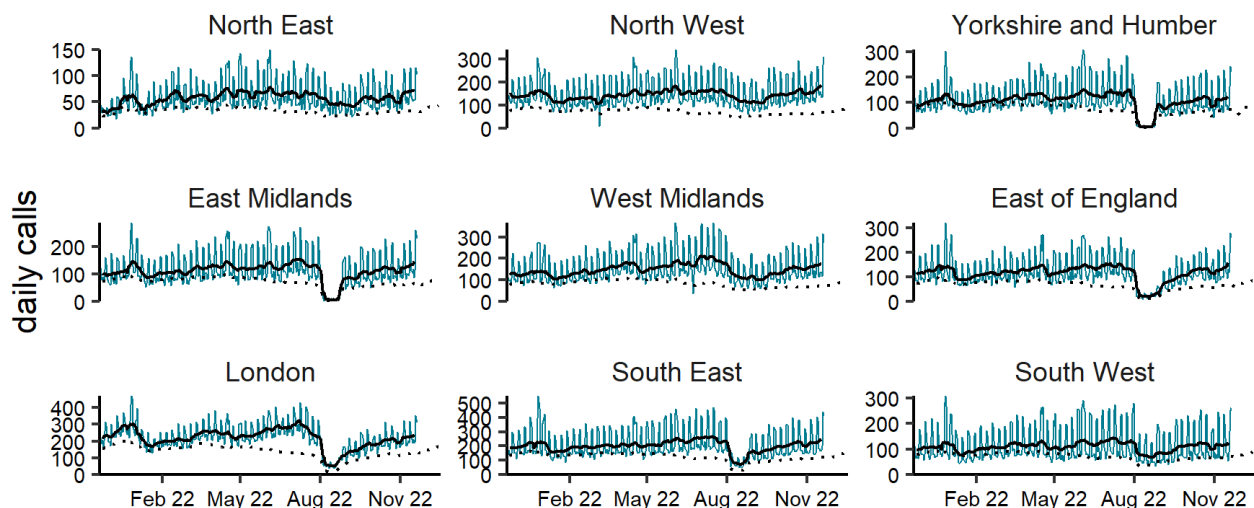 North East
North West
Yorkshire and Humber
150
100
50
0
300
200
100
0
300
200
100
0
daily calls
East Midlands
West Midlands
East of England
200
100
0
300
200
100
0
300
200
100
0
London
South East
South West
400
300
200
100
0
500
400
300
200
100
0
300
200
100
0
Feb 22 May 22 Aug 22 Nov 22
Feb 22 May 22 Aug 22 Nov 22
Feb 22 May 22 Aug 22 Nov 22